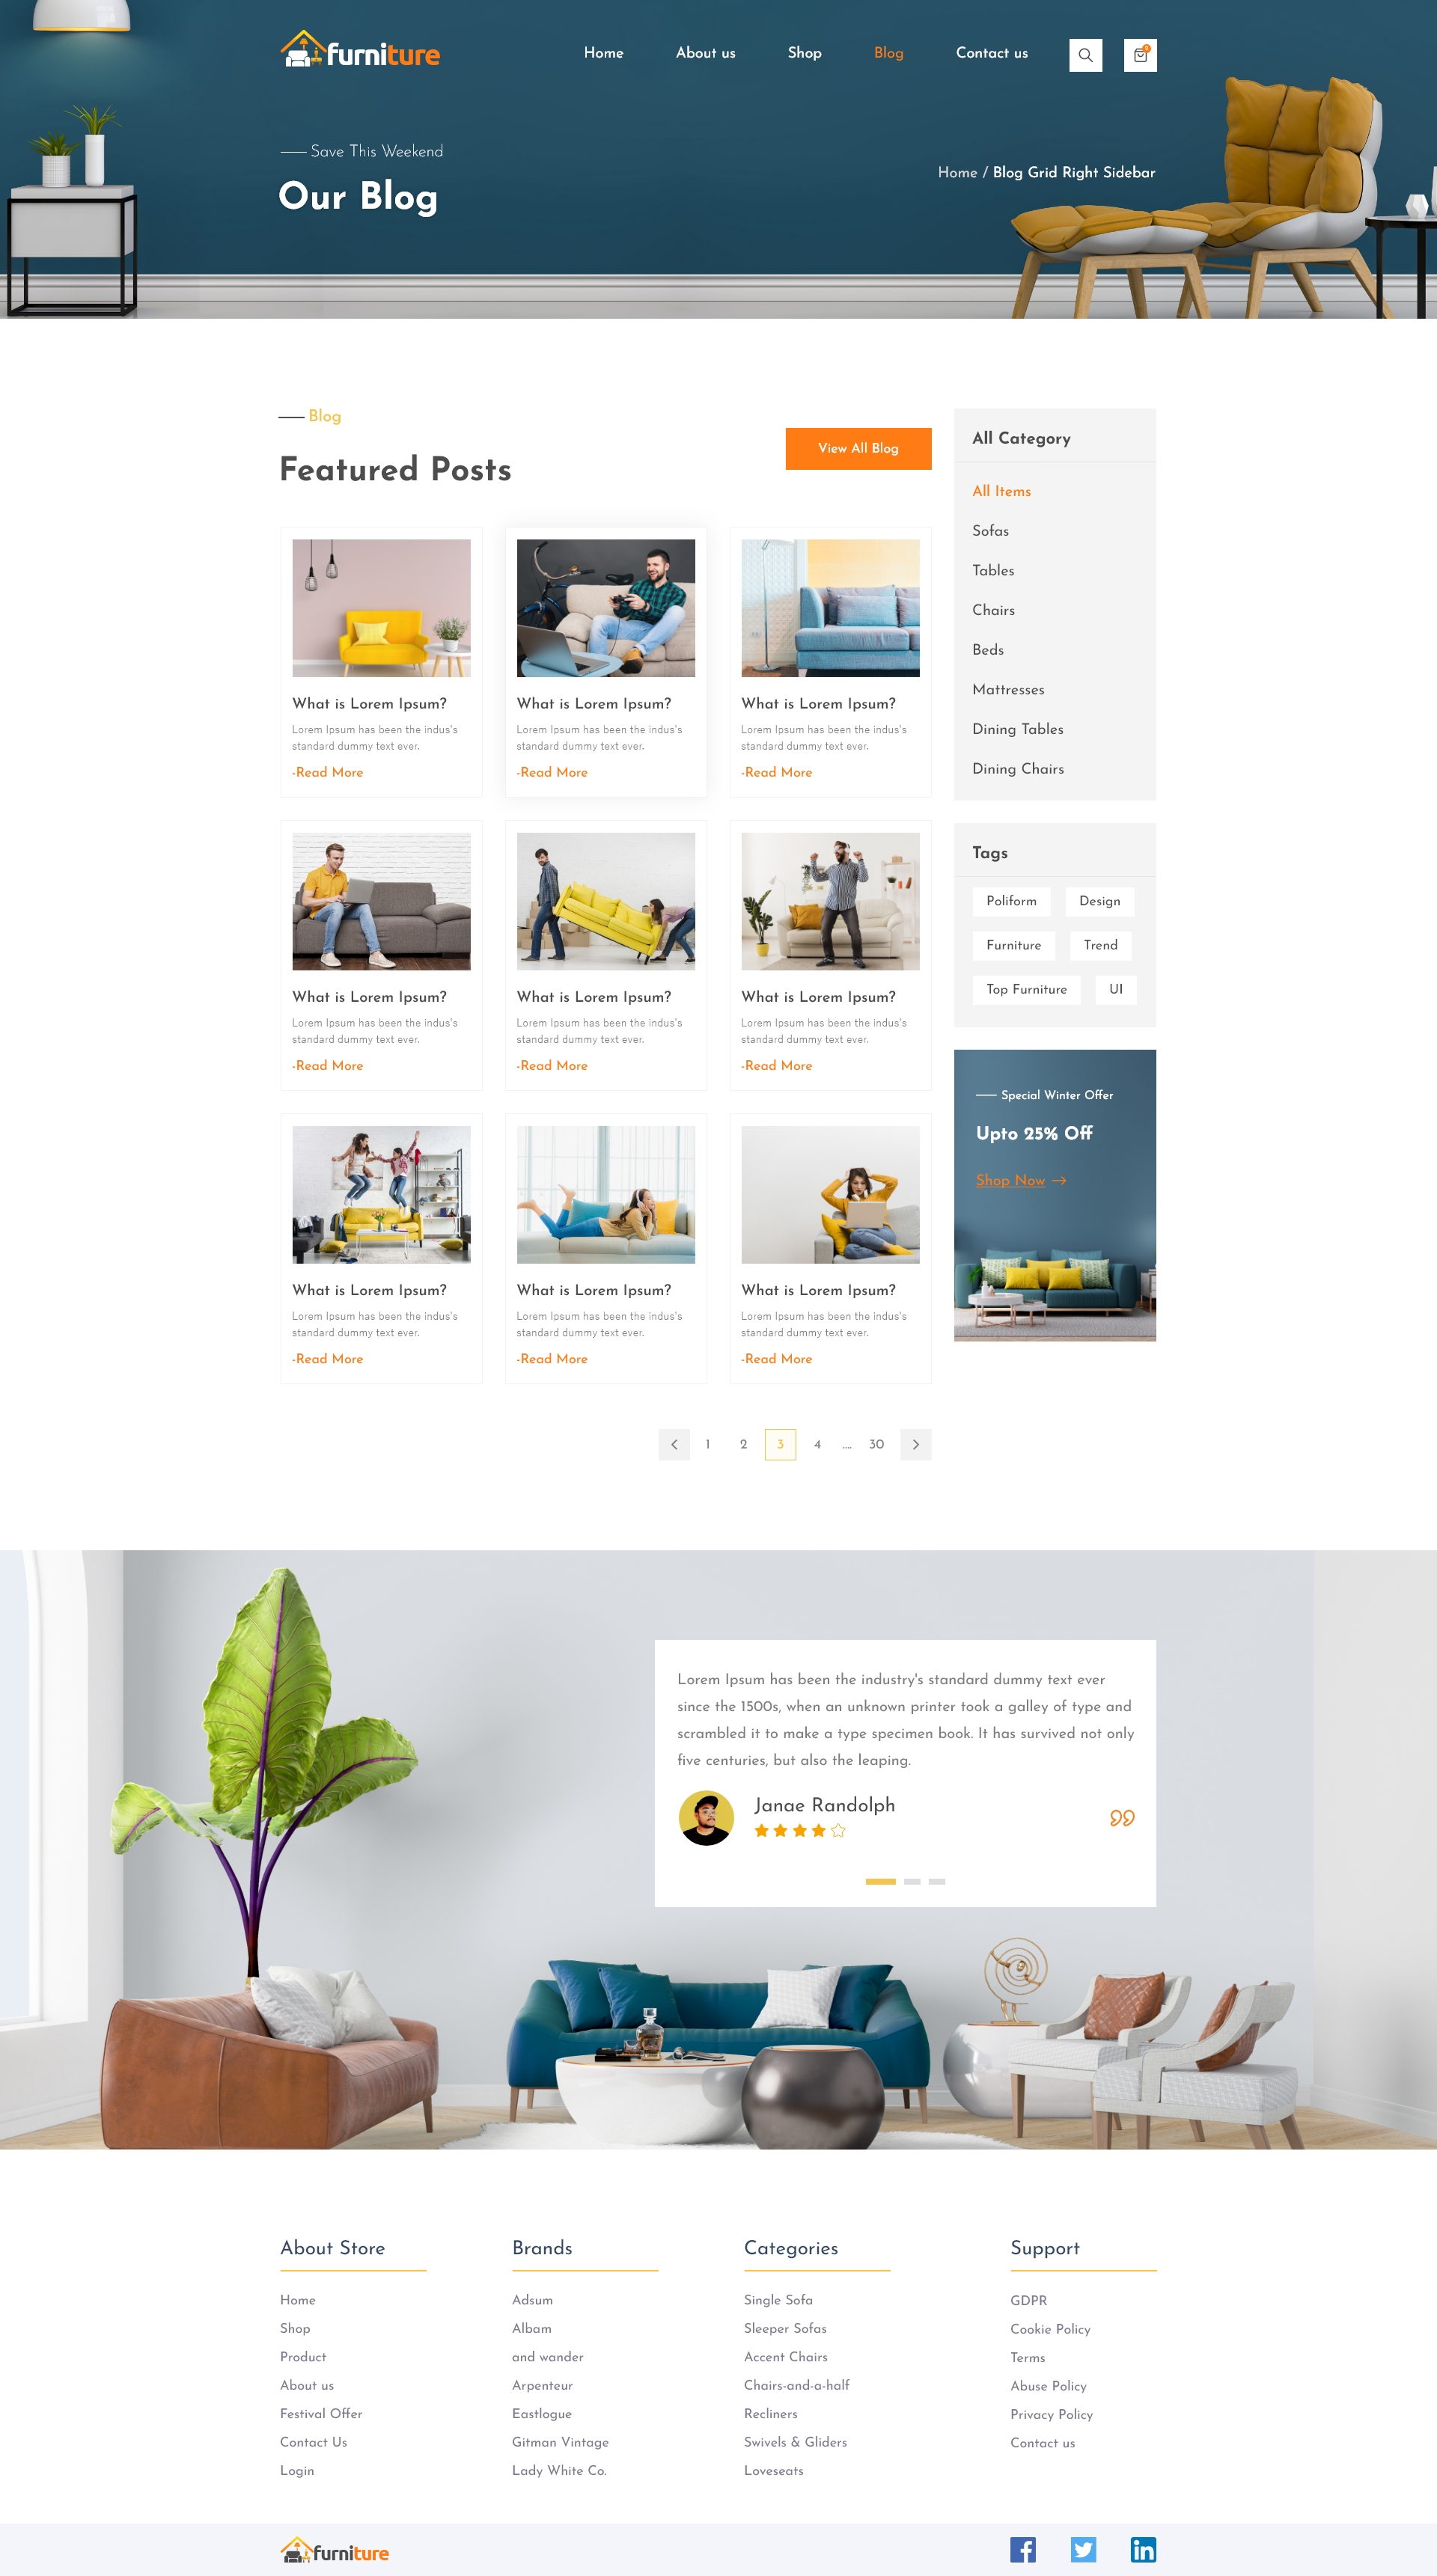 furniture
Home
About us
Shop
Blog
Contact us
Save This Weekend
Our Blog
Home / Blog Grid Right Sidebar
Blog
Featured Posts
View All Blog
What is Lorem Ipsum?
Lorem Ipsum has been the indus's
standard dummy text ever.
-Read More
What is Lorem Ipsum?
Lorem Ipsum has been the indus's
standard dummy text ever.
-Read More
What is Lorem Ipsum?
Lorem Ipsum has been the indus's
standard dummy text ever.
-Read More
What is Lorem Ipsum?
Lorem Ipsum has been the indus's
standard dummy text ever.
-Read More
What is Lorem Ipsum?
Lorem Ipsum has been the indus's
standard dummy text ever.
-Read More
What is Lorem Ipsum?
Lorem Ipsum has been the indus's
standard dummy text ever.
-Read More
What is Lorem Ipsum?
Lorem Ipsum has been the indus's
standard dummy text ever.
-Read More
What is Lorem Ipsum?
Lorem Ipsum has been the indus's
standard dummy text ever.
-Read More
What is Lorem Ipsum?
Lorem Ipsum has been the indus's
standard dummy text ever.
-Read More
1 2 3 4 .... 30
All Category
All Items
Sofas
Tables
Chairs
Beds
Mattresses
Dining Tables
Dining Chairs
Tags
Poliform Design
Furniture Trend
Top Furniture UI
Special Winter Offer
Upto 25% Off
Shop Now
Lorem Ipsum has been the industry's standard dummy text ever
since the 1500s, when an unknown printer took a galley of type and
scrambled it to make a type specimen book. It has survived not only
five centuries, but also the leaping.
Janae Randolph
About Store
Home
Shop
Product
About us
Festival Offer
Contact Us
Login
Brands
Adsum
Albam
and wander
Arpenteur
Eastlogue
Gitman Vintage
Lady White Co.
Categories
Single Sofa
Sleeper Sofas
Accent Chairs
Chairs-and-a-half
Recliners
Swivels & Gliders
Loveseats
Support
GDPR
Cookie Policy
Terms
Abuse Policy
Privacy Policy
Contact us
furniture